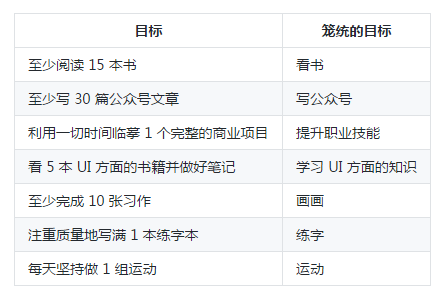 目标 笼统的目标
至少阅读 15 本书 看书
至少写 30 篇公众号文章 写公众号
利用一切时间临摹 1 个完整的商业项目 提升职业技能
看 5 本 UI 方面的书籍并做好笔记 学习 UI 方面的知识
至少完成 10 张习作 画画
注重质量地写满 1 本练字本 练字
每天坚持做 1 组运动 运动